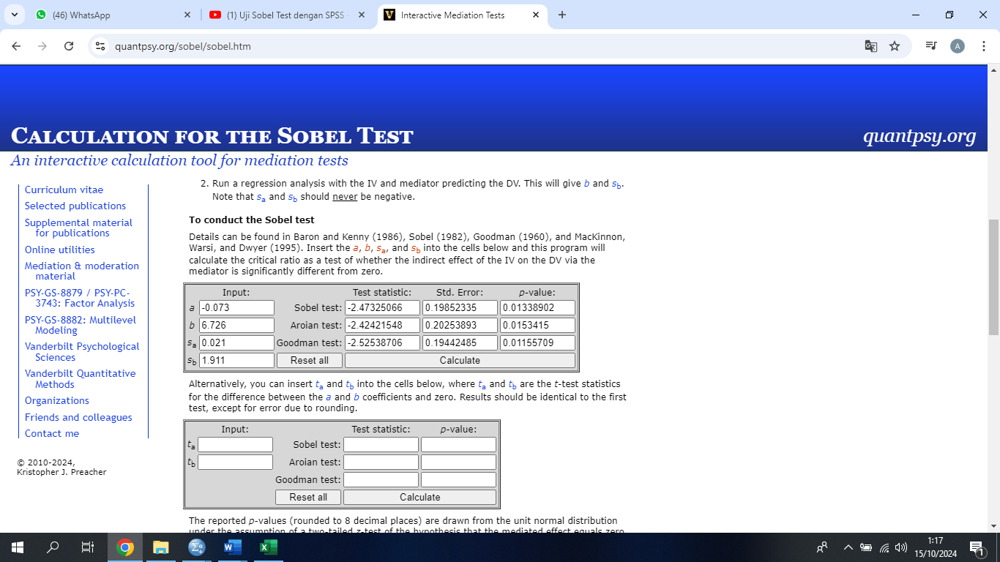 (46) WhatsApp
(1) Uji Sobel Test dengan SPSS
Interactive Mediation Tests
quantpsy.org/sobel/sobel.htm
A
CALCULATION FOR THE SOBEL TEST
quantpsy.org
An interactive calculation tool for mediation tests
Curriculum vitae
Selected publications
Supplemental material
for publications
Online utilities
Mediation & moderation
material
PSY-GS-8879 / PSY-PC-
3743: Factor Analysis
PSY-GS-8882: Multilevel
Modeling
Vanderbilt Psychological
Sciences
Vanderbilt Quantitative
Methods
Organizations
Friends and colleagues
Contact me
© 2010-2024,
Kristopher J. Preacher
2. Run a regression analysis with the IV and mediator predicting the DV. This will give b and sb.
Note that sa and sb should never be negative.
To conduct the Sobel test
Details can be found in Baron and Kenny (1986), Sobel (1982), Goodman (1960), and MacKinnon,
Warsi, and Dwyer (1995). Insert the a, b, sa, and sb into the cells below and this program will
calculate the critical ratio as a test of whether the indirect effect of the IV on the DV via the
mediator is significantly different from zero.
Input: Test statistic: Std. Error: p-value:
a -0.073 Sobel test: -2.47325066 0.19852335 0.01338902
b 6.726 Aroian test: -2.42421548 0.20253893 0.0153415
sa 0.021 Goodman test: -2.52538706 0.19442485 0.01155709
sb 1.911 Reset all Calculate
Alternatively, you can insert ta and tb into the cells below, where ta and tb are the t-test statistics
for the difference between the a and b coefficients and zero. Results should be identical to the first
test, except for error due to rounding.
Input: Test statistic: p-value:
ta Sobel test:
tb Aroian test:
Goodman test:
Reset all Calculate
The reported p-values (rounded to 8 decimal places) are drawn from the unit normal distribution
under the assumption of a two-tailed z-test of the hypothesis that the mediated effect equals zero
1:17
15/10/2024
1